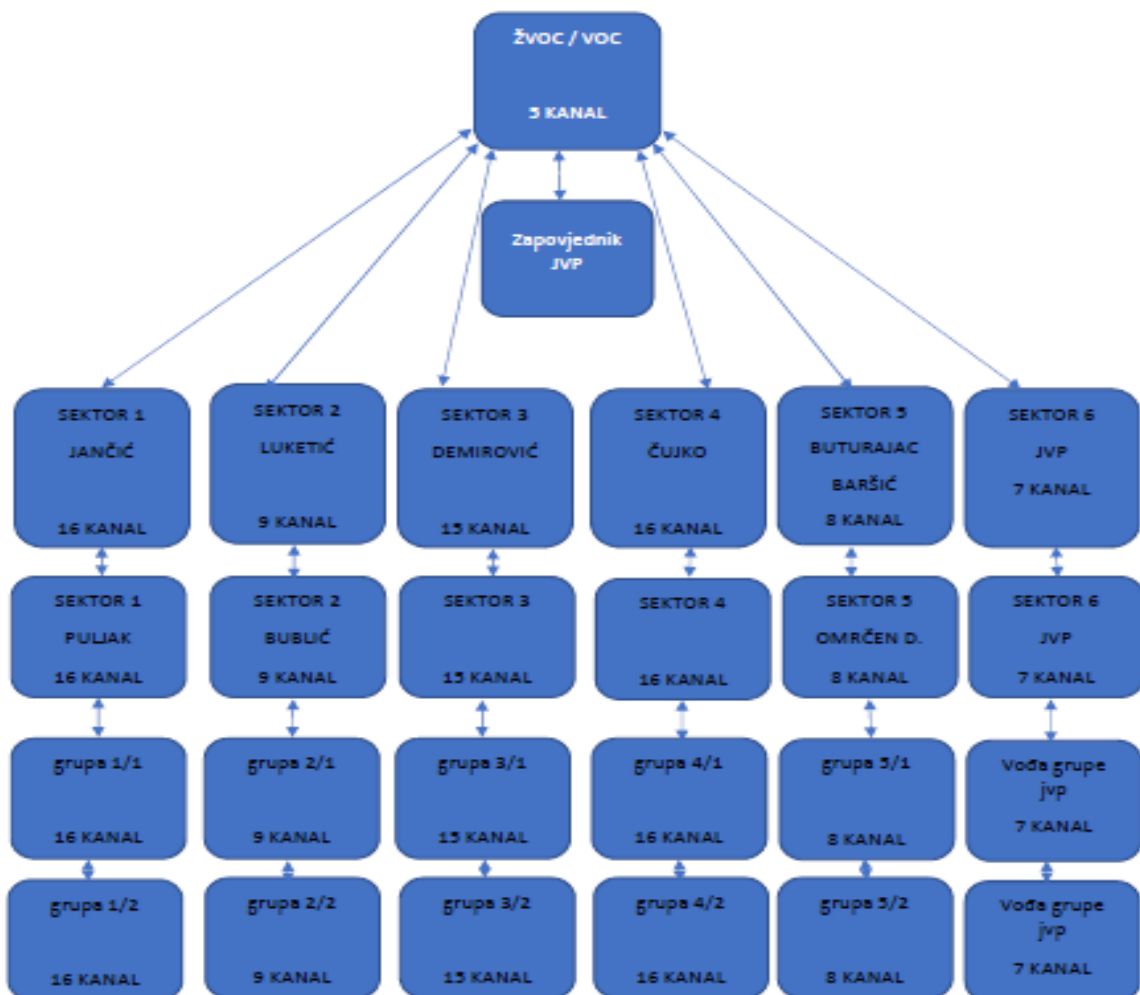 ŽVOC / VOC
5 KANAL
Zapovjednik
JVP
SEKTOR 1
JANČIĆ
16 KANAL
SEKTOR 2
LUKETIĆ
9 KANAL
SEKTOR 3
DEMIROVIĆ
15 KANAL
SEKTOR 4
ČUJKO
16 KANAL
SEKTOR 5
BUTURAJAC
BARŠIĆ
8 KANAL
SEKTOR 6
JVP
7 KANAL
SEKTOR 1
PULJAK
16 KANAL
SEKTOR 2
BUBLIĆ
9 KANAL
SEKTOR 3
15 KANAL
SEKTOR 4
16 KANAL
SEKTOR 5
OMRČEN D.
8 KANAL
SEKTOR 6
JVP
7 KANAL
grupa 1/1
16 KANAL
grupa 2/1
9 KANAL
grupa 3/1
15 KANAL
grupa 4/1
16 KANAL
grupa 5/1
8 KANAL
Vođa grupe
jvp
7 KANAL
grupa 1/2
16 KANAL
grupa 2/2
9 KANAL
grupa 3/2
15 KANAL
grupa 4/2
16 KANAL
grupa 5/2
8 KANAL
Vođa grupe
jvp
7 KANAL